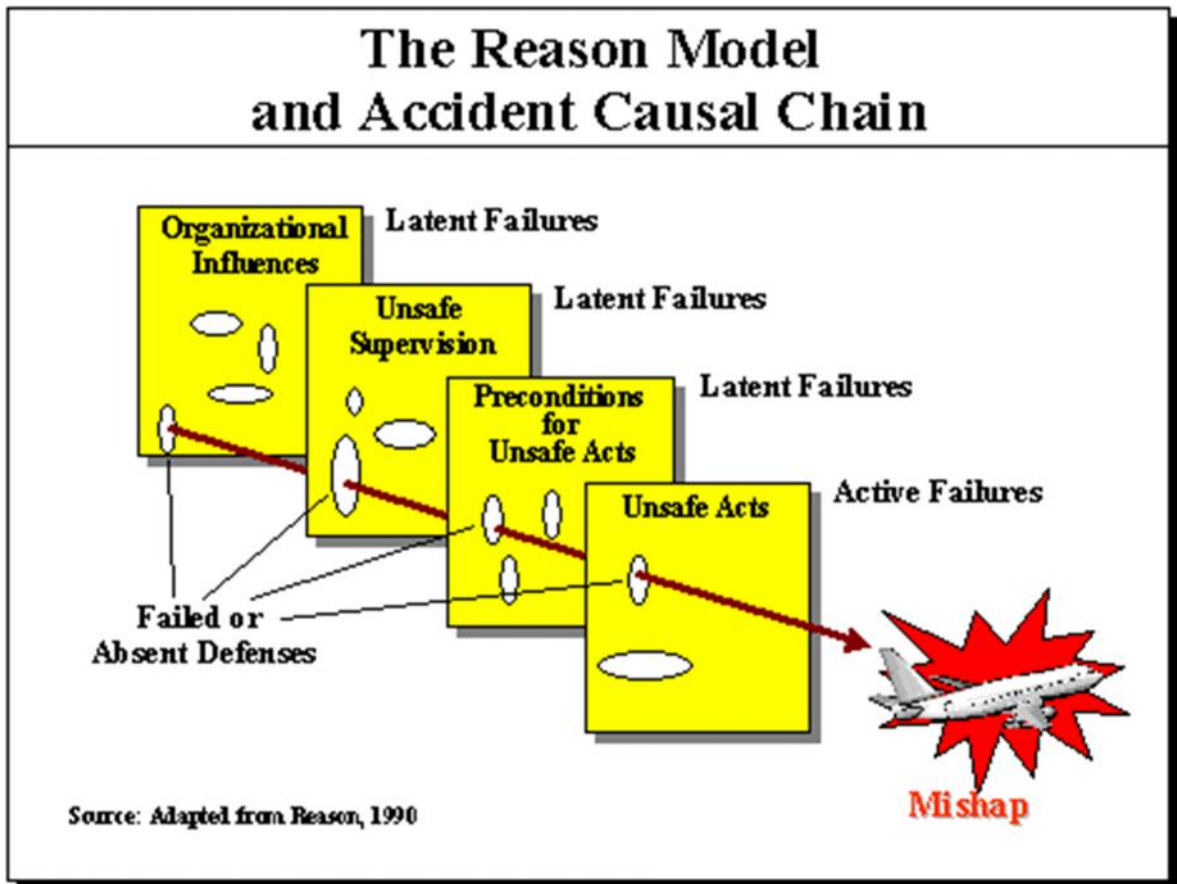 The Reason Model
and Accident Causal Chain
Organizational
Influences
Latent Failures
Unsafe
Supervision
Latent Failures
Preconditions
for
Unsafe Acts
Latent Failures
Unsafe Acts
Active Failures
Failed or
Absent Defenses
Mishap
Source: Adapted from Reason, 1990